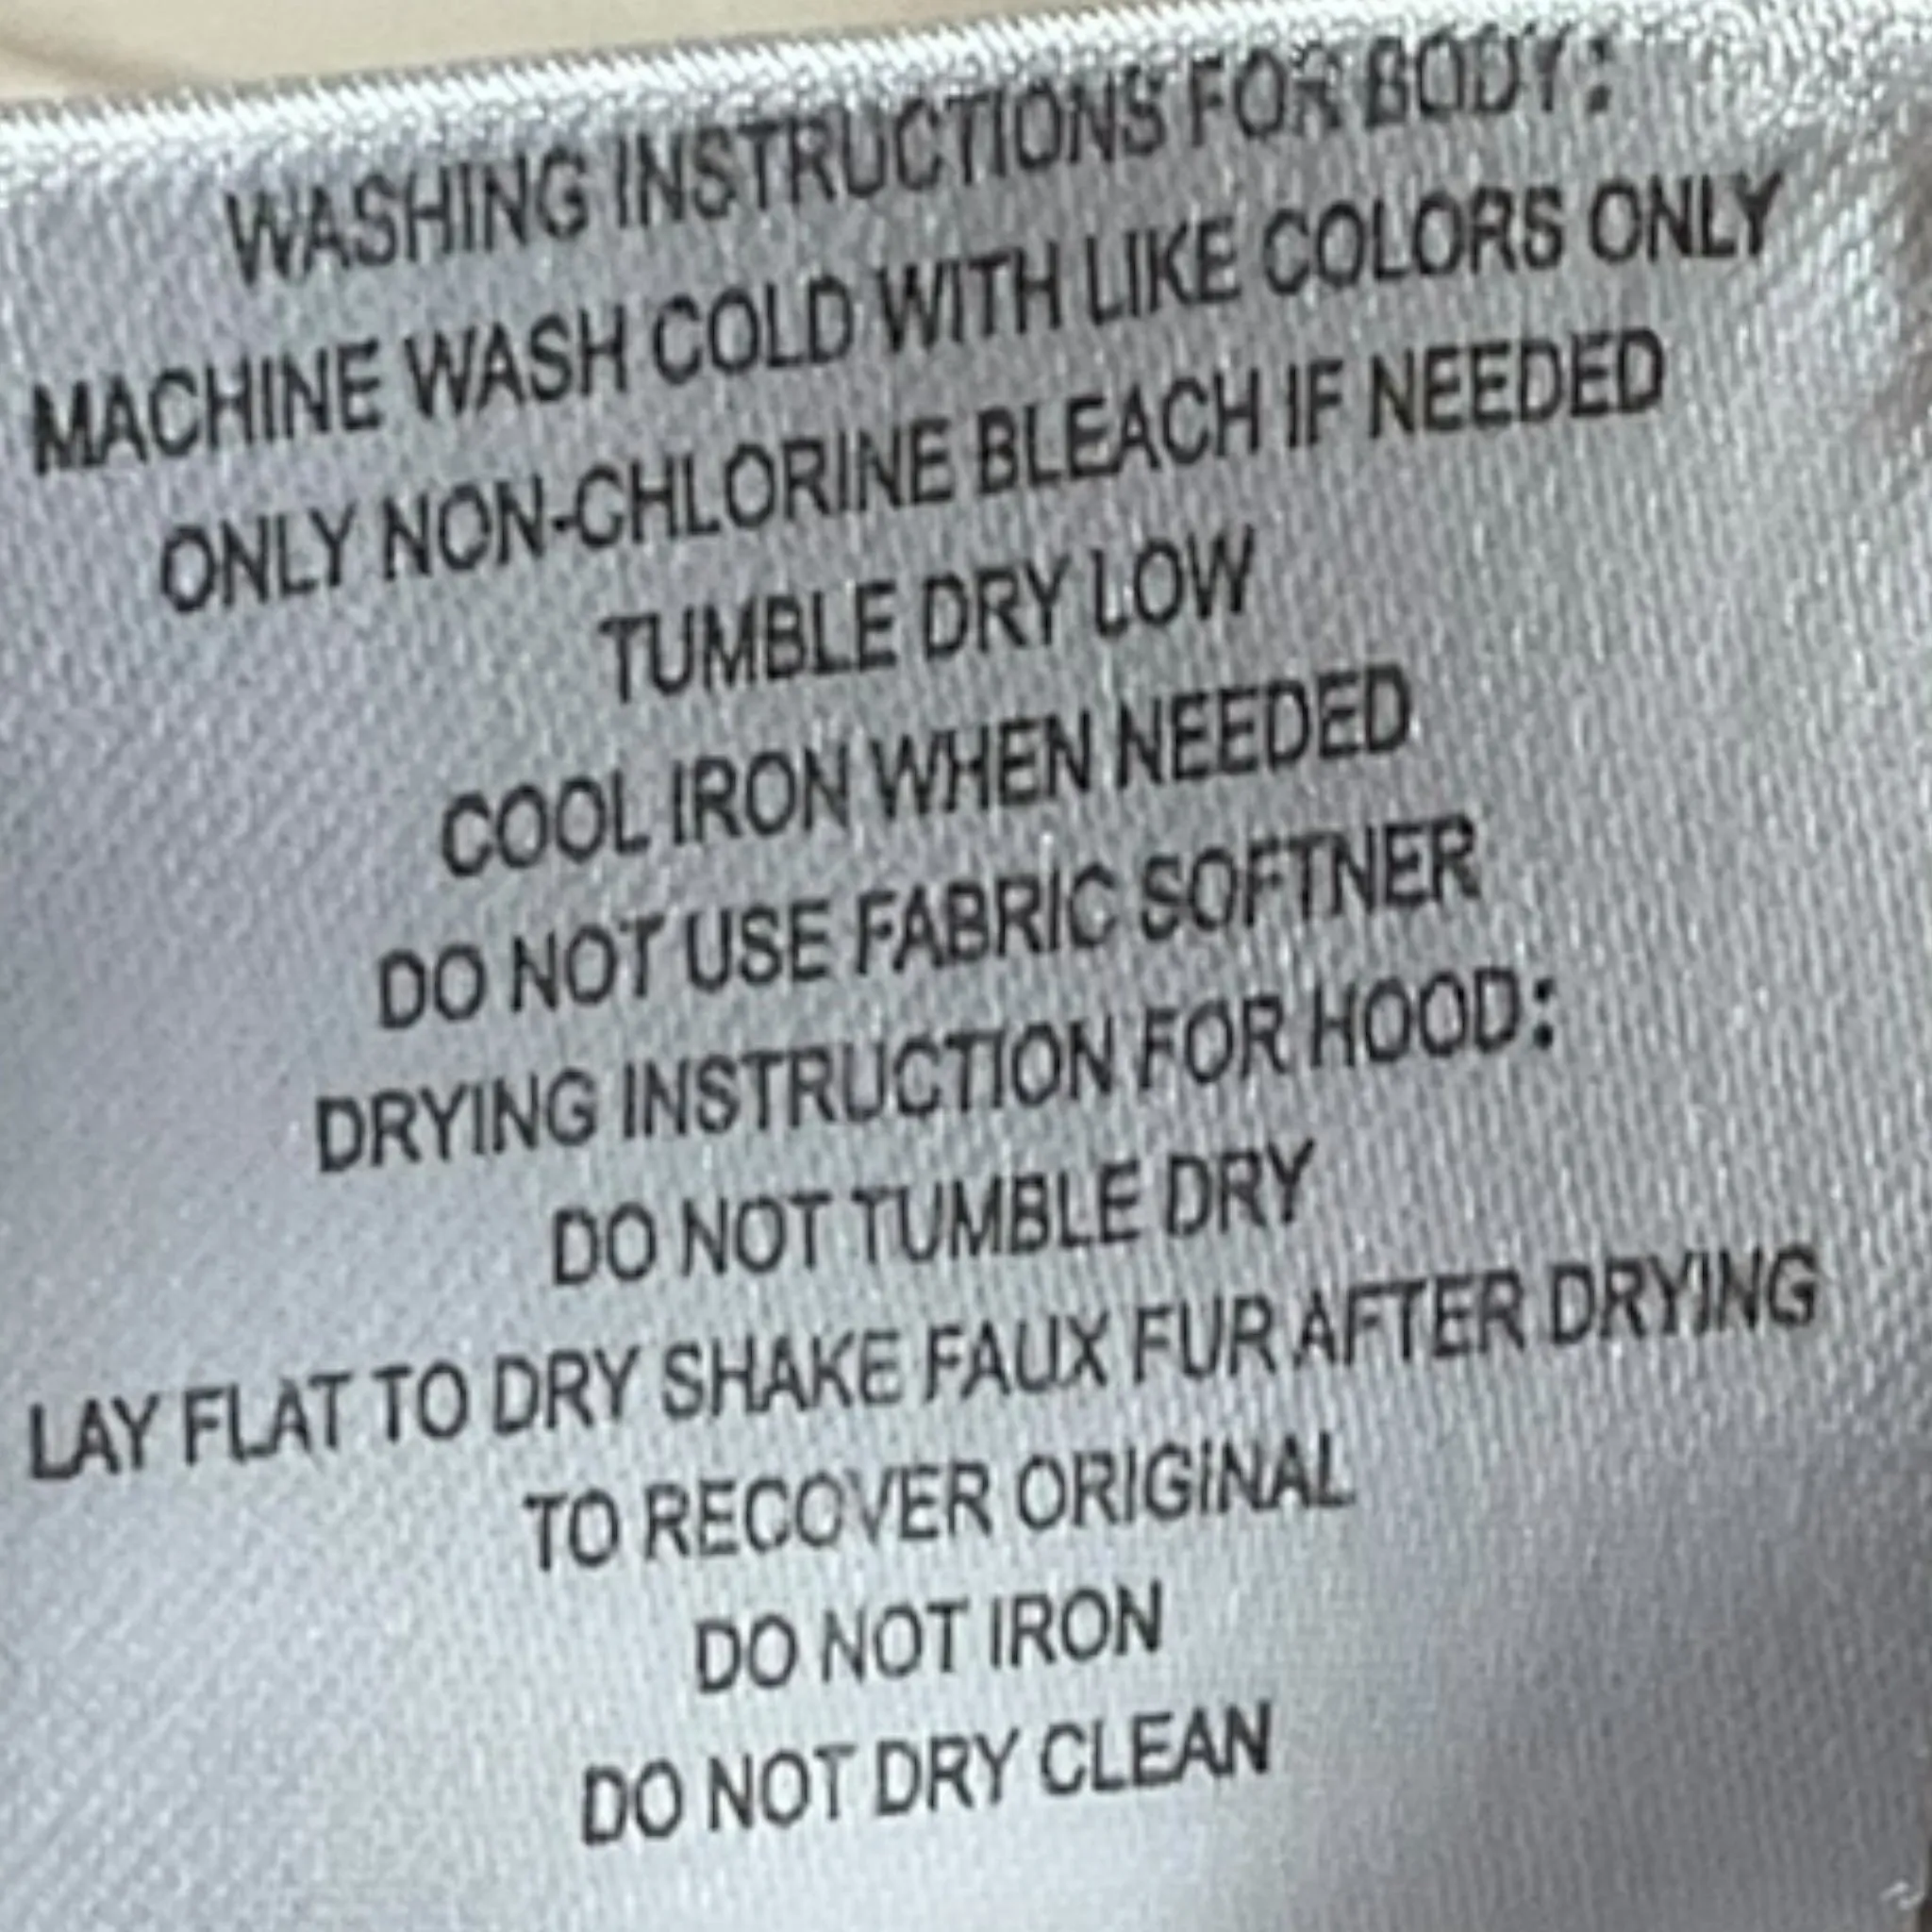 WASHING INSTRUCTIONS FOR BODY:
MACHINE WASH COLD WITH LIKE COLORS ONLY
ONLY NON-CHLORINE BLEACH IF NEEDED
TUMBLE DRY LOW
COOL IRON WHEN NEEDED
DO NOT USE FABRIC SOFTNER
DRYING INSTRUCTION FOR HOOD:
DO NOT TUMBLE DRY
LAY FLAT TO DRY SHAKE FAUX FUR AFTER DRYING
TO RECOVER ORIGINAL
DO NOT IRON
DO NOT DRY CLEAN